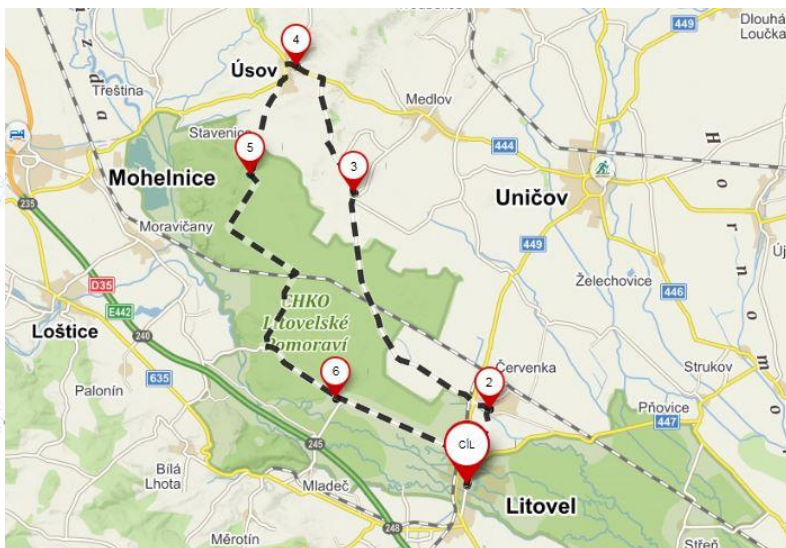 449
Dlouhá
Loučka
4
Úsov
z
d
a
Třeština
Medlov
Stavenice
444
H
o
r
n
o
m
o
5
3
Mohelnice
Uničov
235
Moravičany
449
Új
D35
E442
Želechovice
446
CHKO
Litovelské
Pomoraví
Loštice
240
Červenka
Strukov
635
Palonín
6
2
Pňovice
447
CÍL
245
Bílá
Lhota
Mladeč
Litovel
Měrotín
248
Střeň